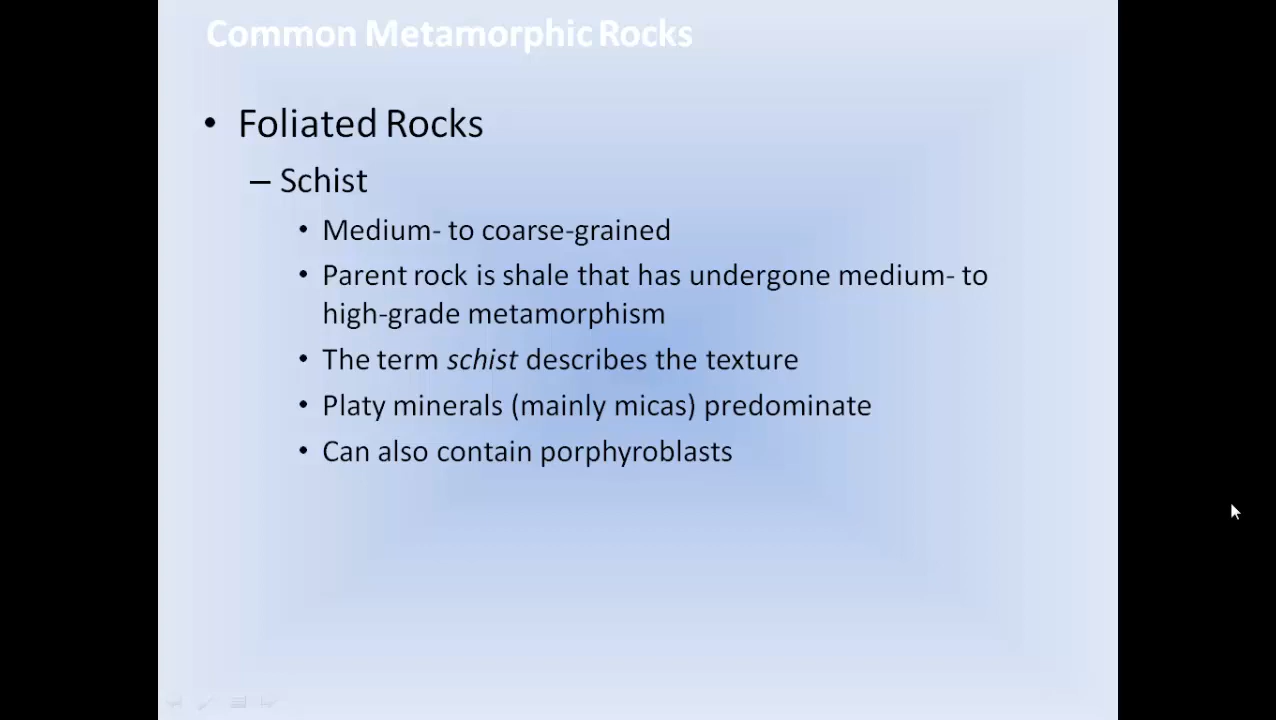 Common Metamorphic Rocks
• Foliated Rocks
– Schist
• Medium- to coarse-grained
• Parent rock is shale that has undergone medium- to
high-grade metamorphism
• The term schist describes the texture
• Platy minerals (mainly micas) predominate
• Can also contain porphyroblasts